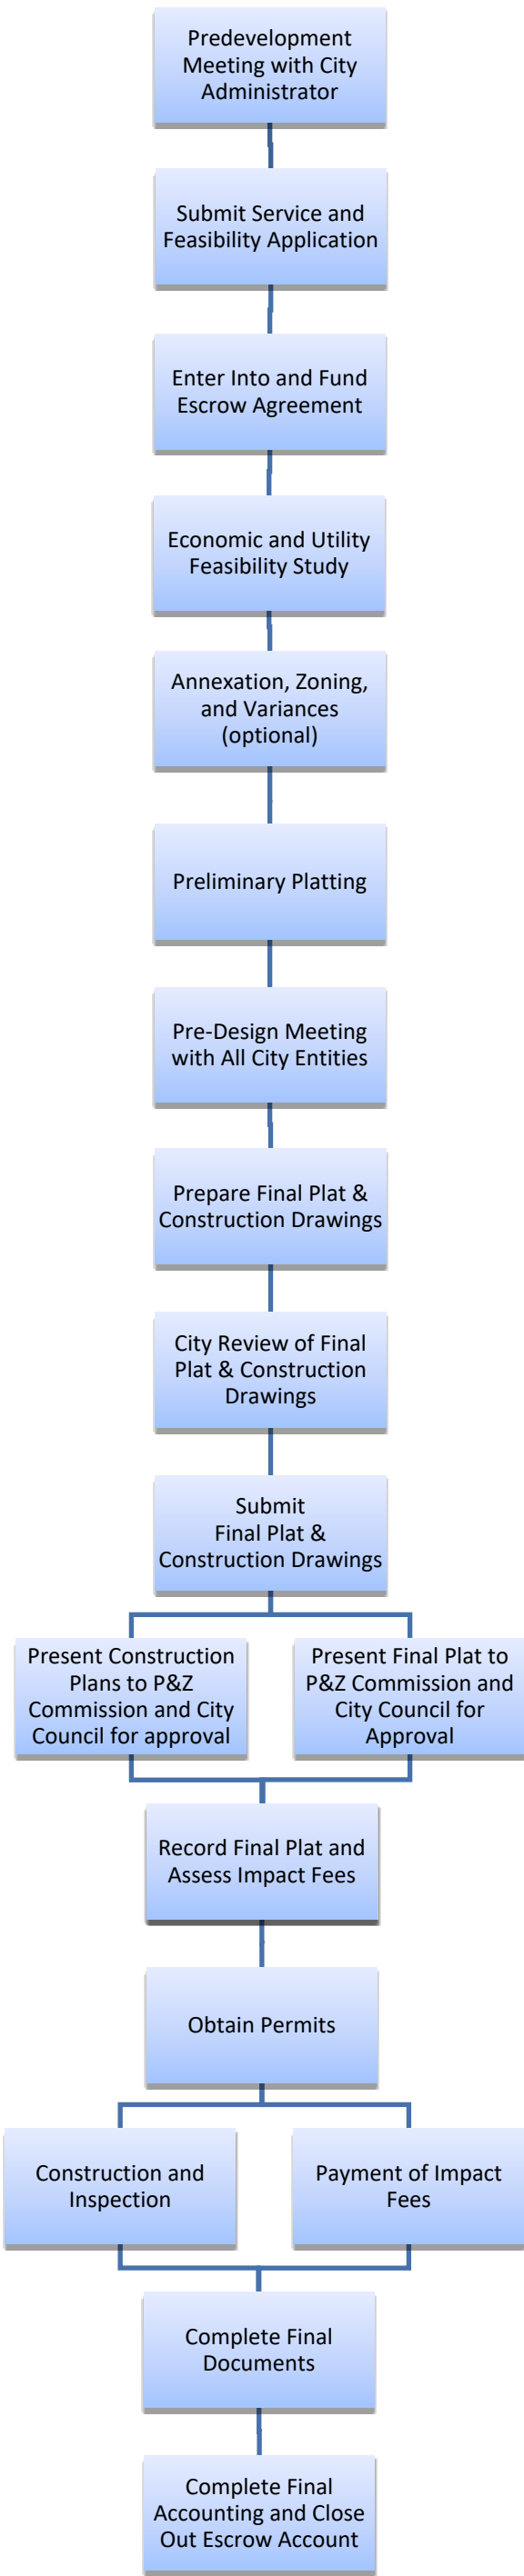 Predevelopment
Meeting with City
Administrator
Submit Service and
Feasibility Application
Enter Into and Fund
Escrow Agreement
Economic and Utility
Feasibility Study
Annexation, Zoning,
and Variances
(optional)
Preliminary Platting
Pre-Design Meeting
with All City Entities
Prepare Final Plat &
Construction Drawings
City Review of Final
Plat & Construction
Drawings
Submit
Final Plat &
Construction Drawings
Present Construction
Plans to P&Z
Commission and City
Council for approval
Present Final Plat to
P&Z Commission and
City Council for
Approval
Record Final Plat and
Assess Impact Fees
Obtain Permits
Construction and
Inspection
Payment of Impact
Fees
Complete Final
Documents
Complete Final
Accounting and Close
Out Escrow Account